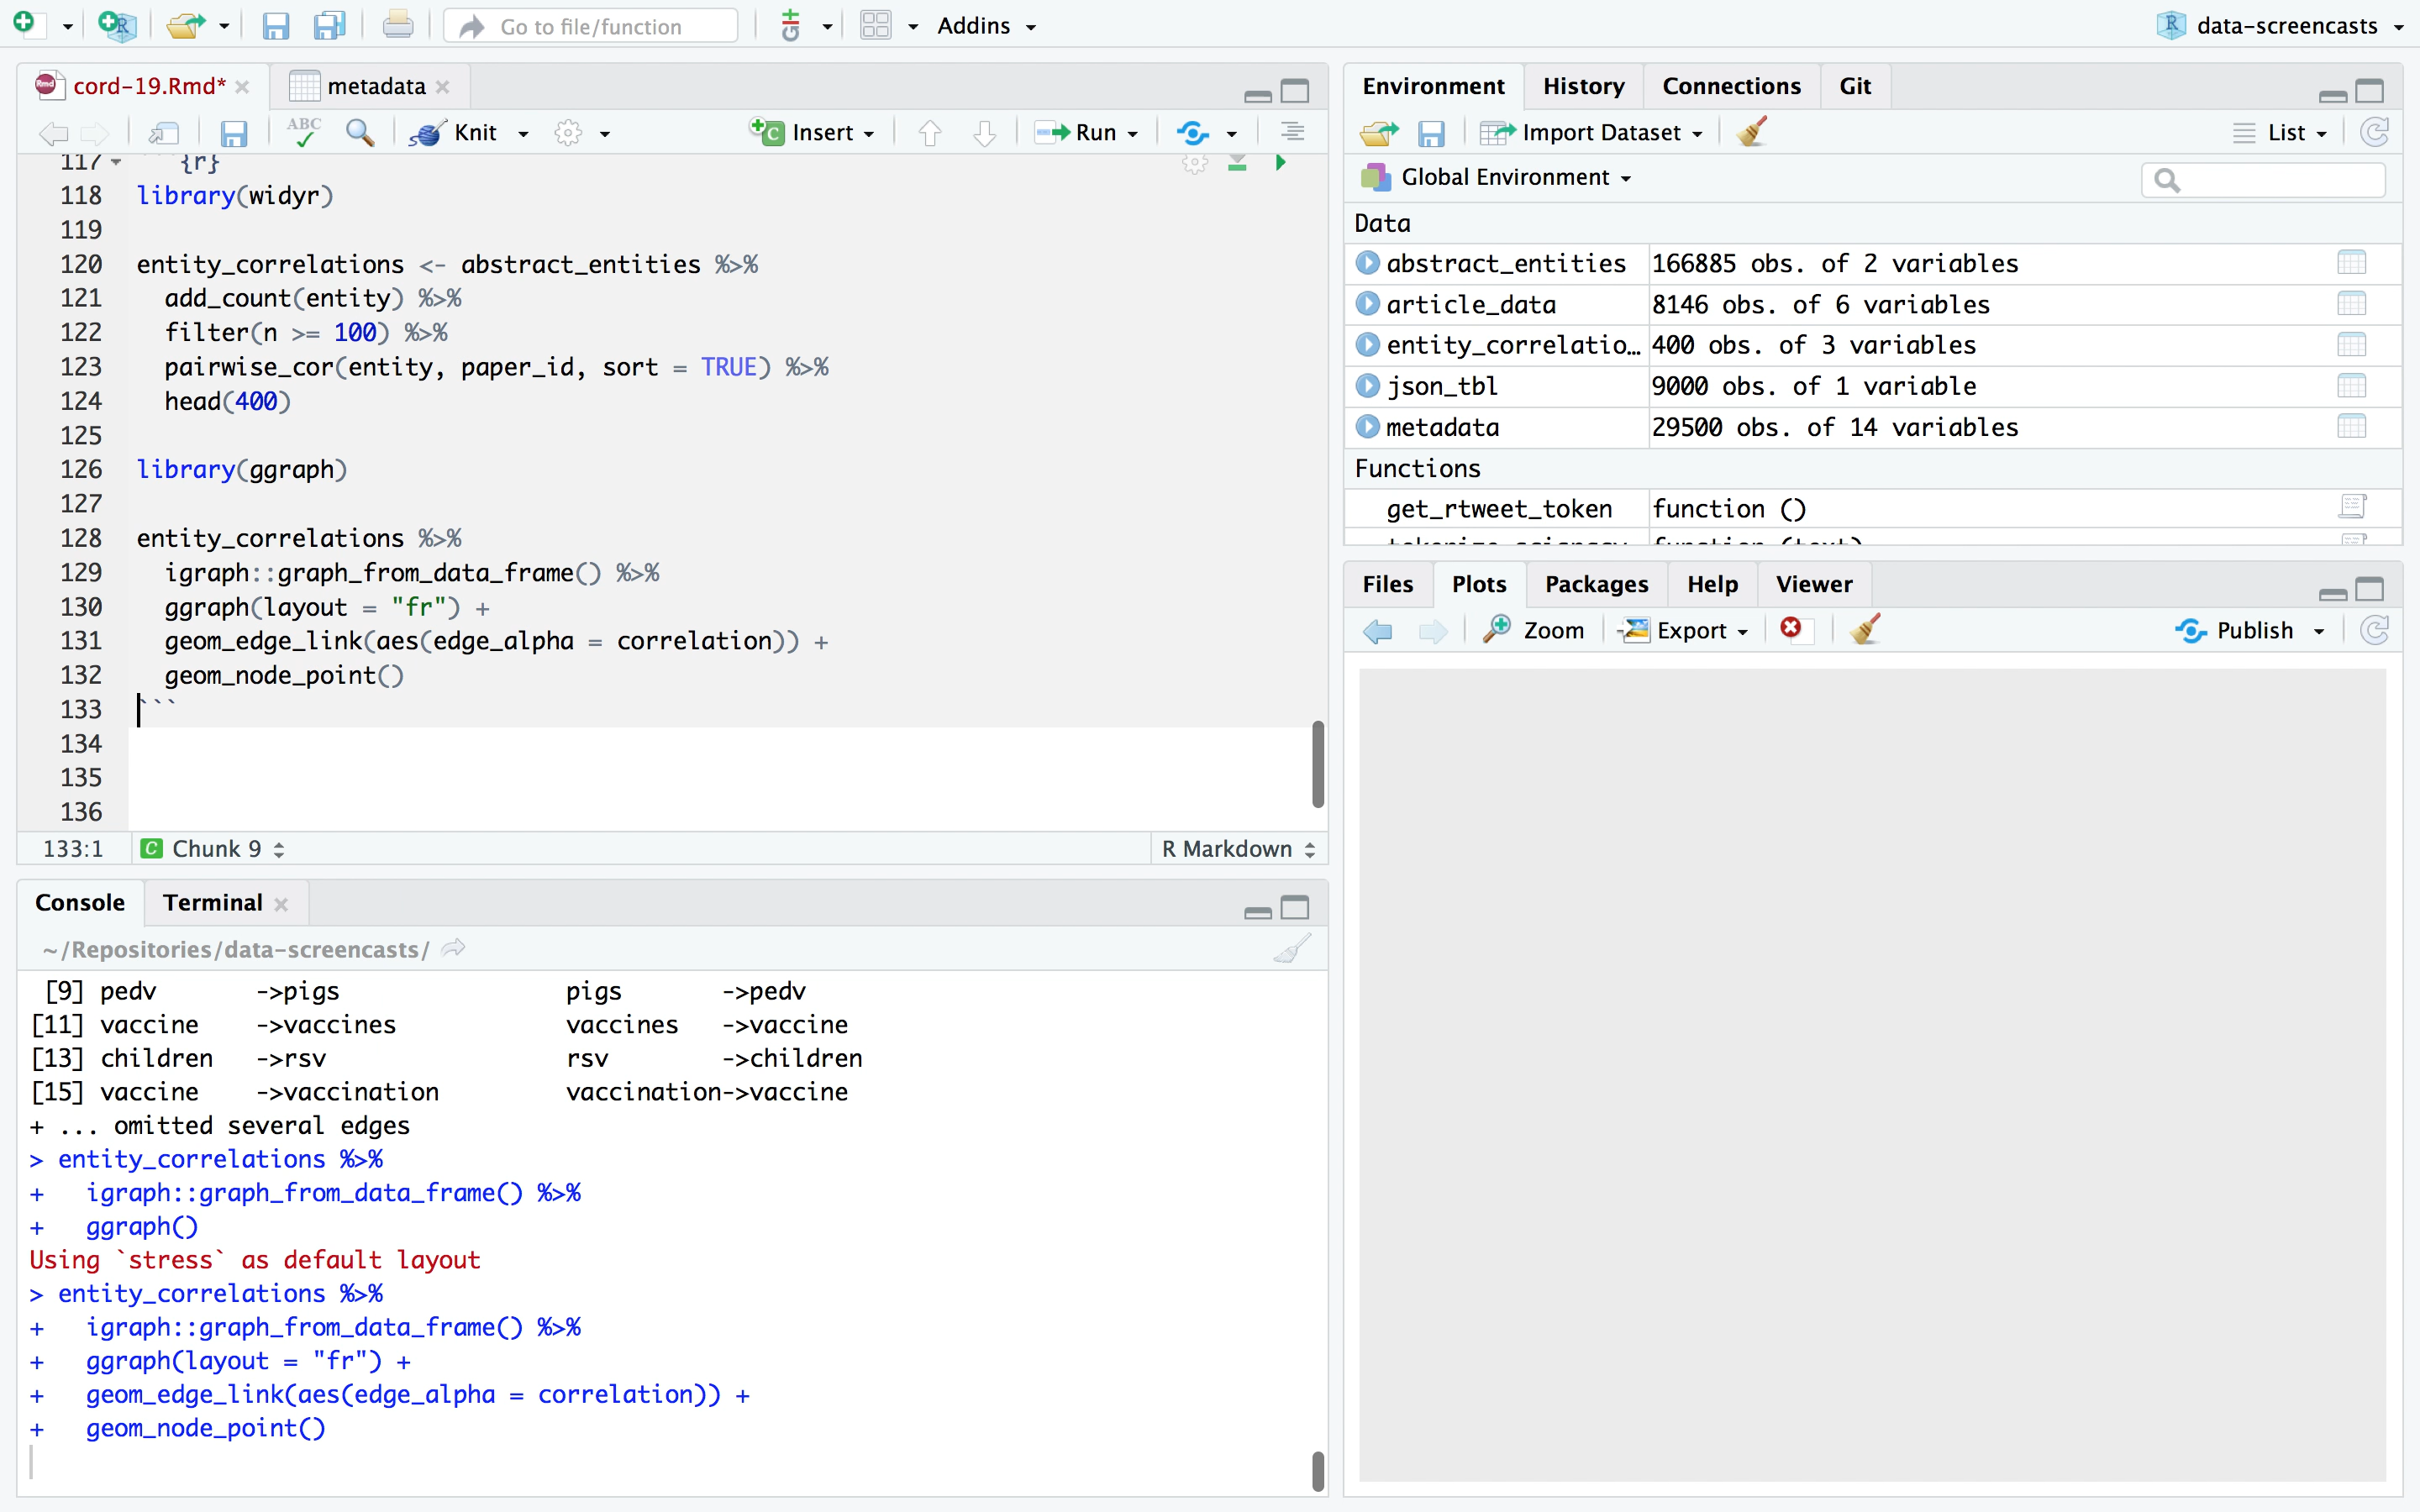 Go to file/function
Addins
data-screencasts
cord-19.Rmd*
metadata
ABC
Knit
Insert
Run
117 ```{r}
118 library(widyr)
119
120 entity_correlations <- abstract_entities %>%
121   add_count(entity) %>%
122   filter(n >= 100) %>%
123   pairwise_cor(entity, paper_id, sort = TRUE) %>%
124   head(400)
125
126 library(ggraph)
127
128 entity_correlations %>%
129   igraph::graph_from_data_frame() %>%
130   ggraph(layout = "fr") +
131   geom_edge_link(aes(edge_alpha = correlation)) +
132   geom_node_point()
133 ```
134
135
136
133:1 C Chunk 9 R Markdown
Console Terminal
~/Repositories/data-screencasts/
[9] pedv ->pigs pigs ->pedv
[11] vaccine ->vaccines vaccines ->vaccine
[13] children ->rsv rsv ->children
[15] vaccine ->vaccination vaccination->vaccine
+ ... omitted several edges
> entity_correlations %>%
+   igraph::graph_from_data_frame() %>%
+   ggraph()
Using `stress` as default layout
> entity_correlations %>%
+   igraph::graph_from_data_frame() %>%
+   ggraph(layout = "fr") +
+   geom_edge_link(aes(edge_alpha = correlation)) +
+   geom_node_point()
Environment History Connections Git
Import Dataset List
Global Environment
Data
abstract_entities 166885 obs. of 2 variables
article_data 8146 obs. of 6 variables
entity_correlatio… 400 obs. of 3 variables
json_tbl 9000 obs. of 1 variable
metadata 29500 obs. of 14 variables
Functions
get_rtweet_token function ()
function (text)
Files Plots Packages Help Viewer
Zoom Export Publish